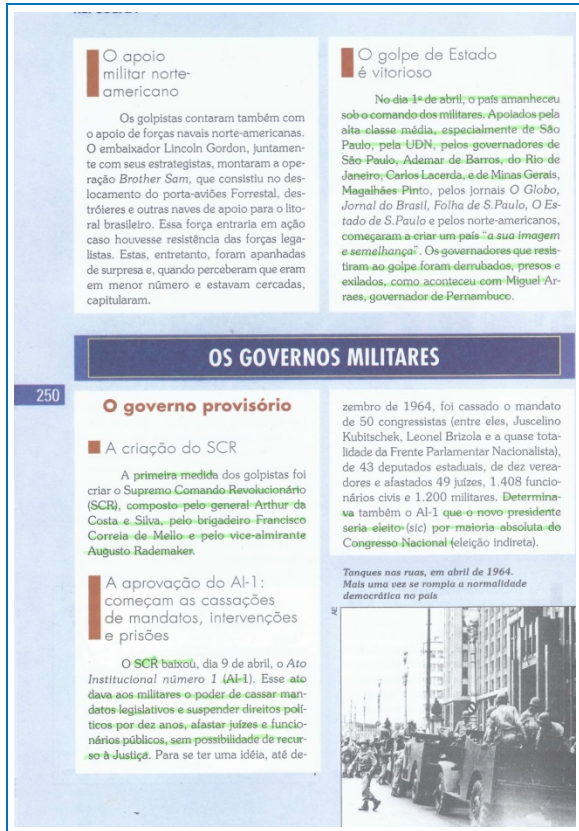 O apoio
militar norte-
americano
Os golpistas contaram também com
o apoio de forças navais norte-americanas.
O embaixador Lincoln Gordon, juntamen-
te com seus estrategistas, montaram a ope-
ração Brother Sam, que consistiu no des-
locamento do porta-aviões Forrestal, des-
tróieres e outras naves de apoio para o lito-
ral brasileiro. Essa força entraria em ação
caso houvesse resistência das forças lega-
listas. Estas, entretanto, foram apanhadas
de surpresa e, quando perceberam que eram
em menor número e estavam cercadas,
capitularam.
O golpe de Estado
é vitorioso
No dia 1º de abril, o país amanheceu
sob o comando dos militares. Apoiados pela
alta classe média, especialmente de São
Paulo, pela UDN, pelos governadores de
São Paulo, Ademar de Barros, do Rio de
Janeiro, Carlos Lacerda, e de Minas Gerais,
Magalhães Pinto, pelos jornais O Globo,
Jornal do Brasil, Folha de S.Paulo, O Es-
tado de S.Paulo e pelos norte-americanos,
começaram a criar um país "a sua imagem
e semelhança". Os governadores que resis-
tiram ao golpe foram derrubados, presos e
exilados, como aconteceu com Miguel Ar-
raes, governador de Pernambuco.
OS GOVERNOS MILITARES
250
O governo provisório
A criação do SCR
A primeira medida dos golpistas foi
criar o Supremo Comando Revolucionário
(SCR), composto pelo general Arthur da
Costa e Silva, pelo brigadeiro Francisco
Correia de Mello e pelo vice-almirante
Augusto Rademaker.
A aprovação do AI-1:
começam as cassações
de mandatos, intervenções
e prisões
O SCR baixou, dia 9 de abril, o Ato
Institucional número 1 (AI-1). Esse ato
dava aos militares o poder de cassar man-
datos legislativos e suspender direitos polí-
ticos por dez anos, afastar juízes e funcio-
nários públicos, sem possibilidade de recur-
so à Justiça. Para se ter uma idéia, até de-
zembro de 1964, foi cassado o mandato
de 50 congressistas (entre eles, Juscelino
Kubitschek, Leonel Brizola e a quase tota-
lidade da Frente Parlamentar Nacionalista),
de 43 deputados estaduais, de dez verea-
dores e afastados 49 juízes, 1.408 funcio-
nários civis e 1.200 militares. Determina-
va também o AI-1 que o novo presidente
seria eleito (sic) por maioria absoluta do
Congresso Nacional (eleição indireta).
Tanques nas ruas, em abril de 1964.
Mais uma vez se rompia a normalidade
democrática no país
AE